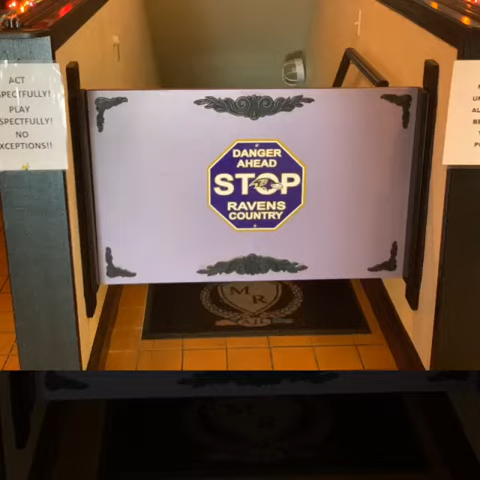 ACT
SPECTFULLY!
PLAY
SPECTFULLY!
NO
XCEPTIONS!!
DANGER
AHEAD
STOP
RAVENS
COUNTRY
M R